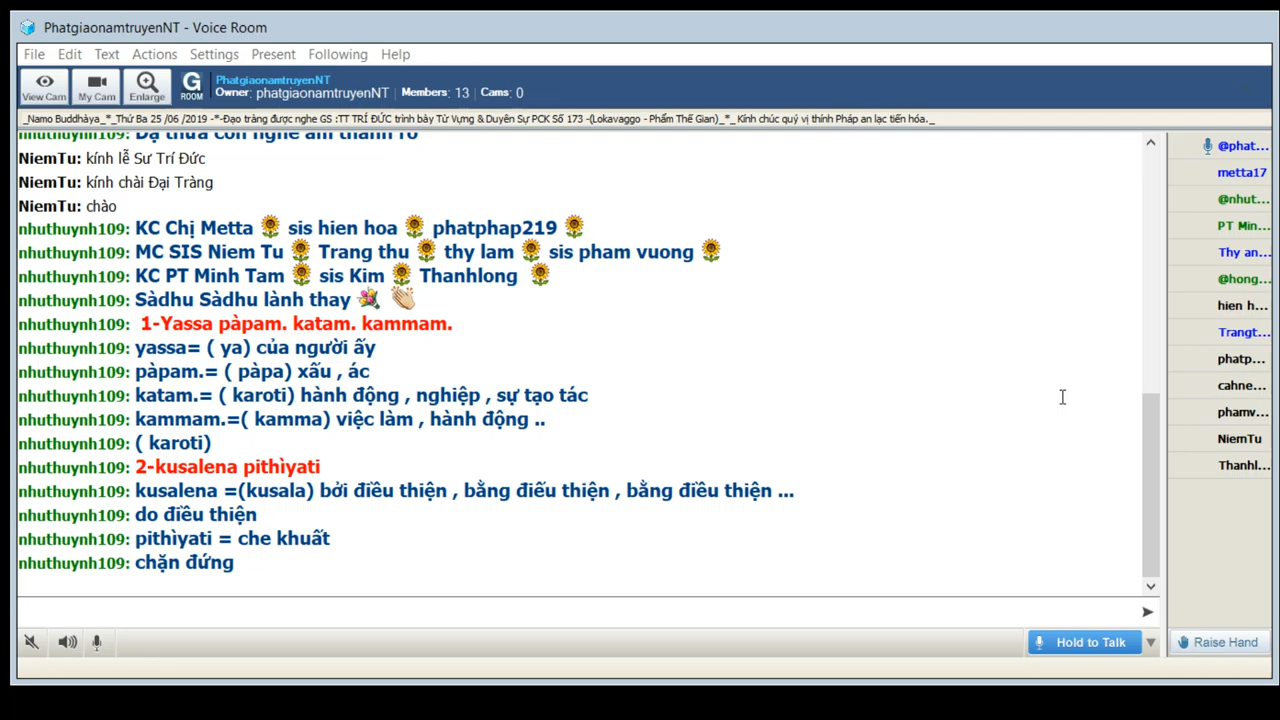 PhatgiaonamtruyenNT - Voice Room
File Edit Text Actions Settings Present Following Help
View Cam My Cam Enlarge G ROOM PhatgiaonamtruyenNT
Owner: phatgiaonamtruyenNT Members: 13 Cams: 0
_Namo Buddhàya_*_Thứ Ba 25 /06 /2019 -*-Đạo tràng được nghe GS :TT TRÍ ĐỨC trình bày Từ Vựng & Duyên Sự PCK Số 173 -(Lokavaggo - Phẩm Thế Gian)_*_ Kính chúc quý vị thính Pháp an lạc tiến hóa._
nhuthuynh109: Dạ thưa con nghe âm thanh rõ
NiemTu: kính lễ Sư Trí Đức
NiemTu: kính chài Đại Tràng
NiemTu: chào
nhuthuynh109: KC Chị Metta 🌻 sis hien hoa 🌻 phatphap219 🌻
nhuthuynh109: MC SIS Niem Tu 🌻 Trang thu 🌻 thy lam 🌻 sis pham vuong 🌻
nhuthuynh109: KC PT Minh Tam 🌻 sis Kim 🌻 Thanhlong 🌻
nhuthuynh109: Sàdhu Sàdhu lành thay 💐 👏
nhuthuynh109: 1-Yassa pàpam. katam. kammam.
nhuthuynh109: yassa= ( ya) của người ấy
nhuthuynh109: pàpam.= ( pàpa) xấu , ác
nhuthuynh109: katam.= ( karoti) hành động , nghiệp , sự tạo tác
nhuthuynh109: kammam.=( kamma) việc làm , hành động ..
nhuthuynh109: ( karoti)
nhuthuynh109: 2-kusalena pithìyati
nhuthuynh109: kusalena =(kusala) bởi điều thiện , bằng điếu thiện , bằng điều thiện ...
nhuthuynh109: do điều thiện
nhuthuynh109: pithìyati = che khuất
nhuthuynh109: chặn đứng
@phat...
metta17
@nhut...
PT Min...
Thy an...
@hong...
hien h...
Trangt...
phatp...
cahne...
phamv...
NiemTu
Thanhl...
Hold to Talk
Raise Hand